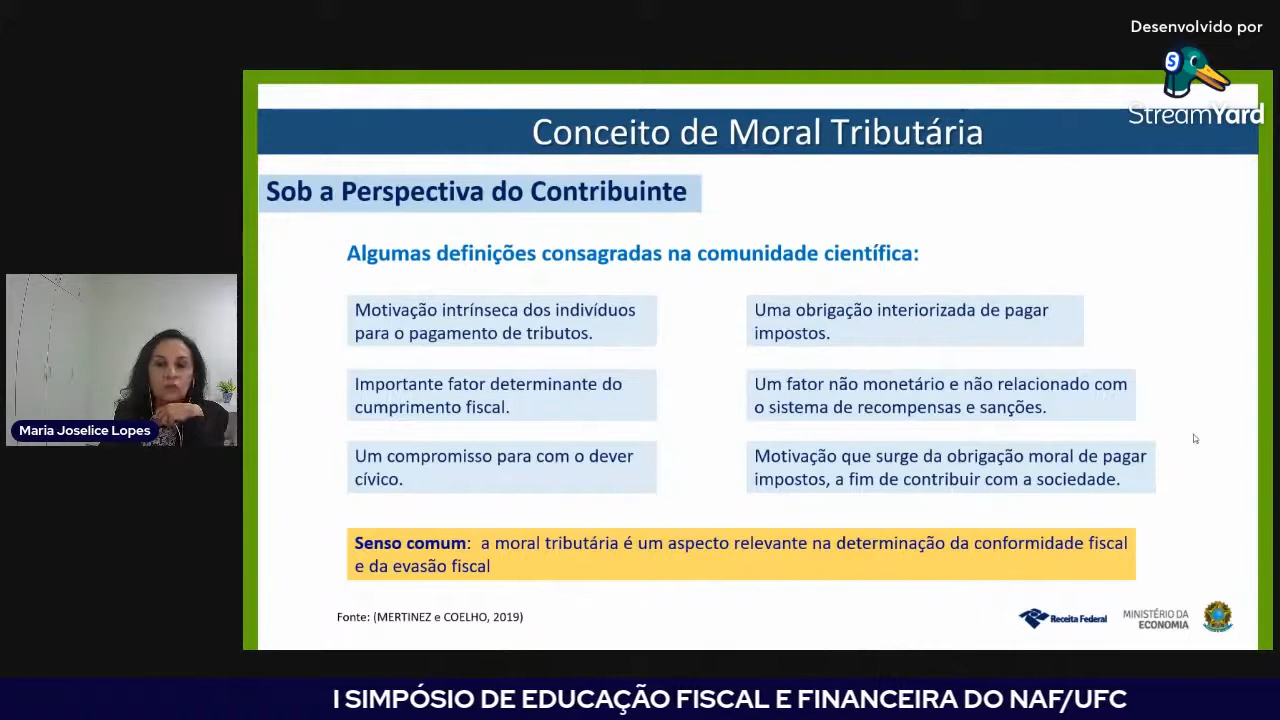 Desenvolvido por
S
StreamYard
Conceito de Moral Tributária
Sob a Perspectiva do Contribuinte
Algumas definições consagradas na comunidade científica:
Motivação intrínseca dos indivíduos
para o pagamento de tributos.
Uma obrigação interiorizada de pagar
impostos.
Importante fator determinante do
cumprimento fiscal.
Um fator não monetário e não relacionado com
o sistema de recompensas e sanções.
Um compromisso para com o dever
cívico.
Motivação que surge da obrigação moral de pagar
impostos, a fim de contribuir com a sociedade.
Senso comum: a moral tributária é um aspecto relevante na determinação da conformidade fiscal
e da evasão fiscal
Fonte: (MERTINEZ e COELHO, 2019)
Receita Federal
MINISTÉRIO DA
ECONOMIA
Maria Joselice Lopes
I SIMPÓSIO DE EDUCAÇÃO FISCAL E FINANCEIRA DO NAF/UFC